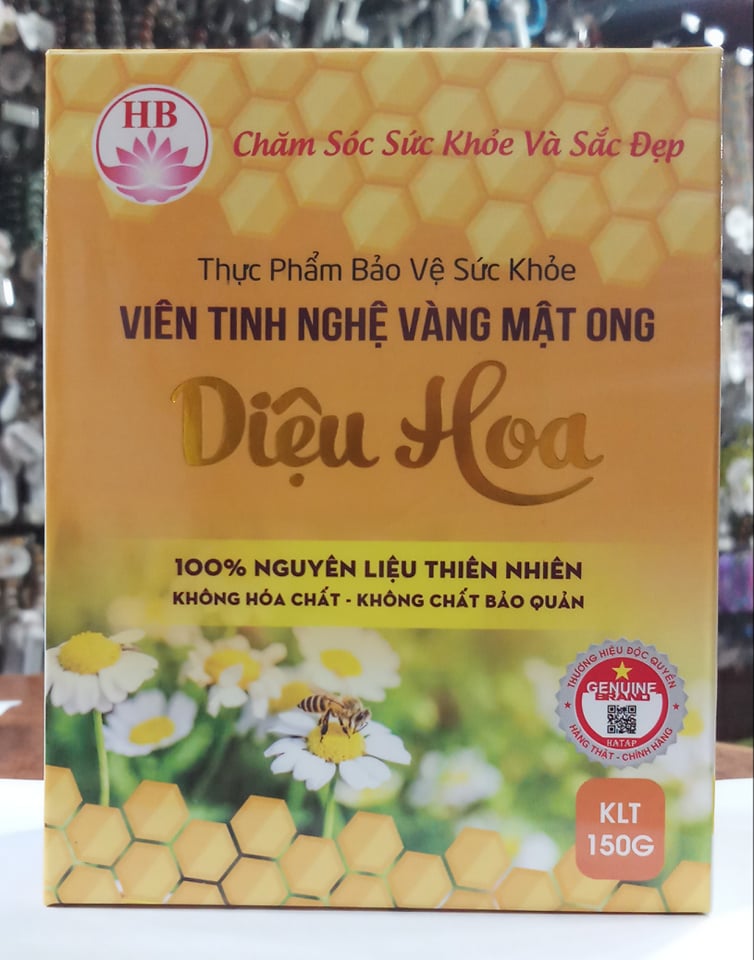 HB
Chăm Sóc Sức Khỏe Và Sắc Đẹp
Thực Phẩm Bảo Vệ Sức Khỏe
VIÊN TINH NGHỆ VÀNG MẬT ONG
Diệu Hoa
100% NGUYÊN LIỆU THIÊN NHIÊN
KHÔNG HÓA CHẤT - KHÔNG CHẤT BẢO QUẢN
THƯƠNG HIỆU ĐỘC QUYỀN
GENUINE
BRAND
HATAP
HÀNG THẬT - CHÍNH HÃNG
KLT
150G